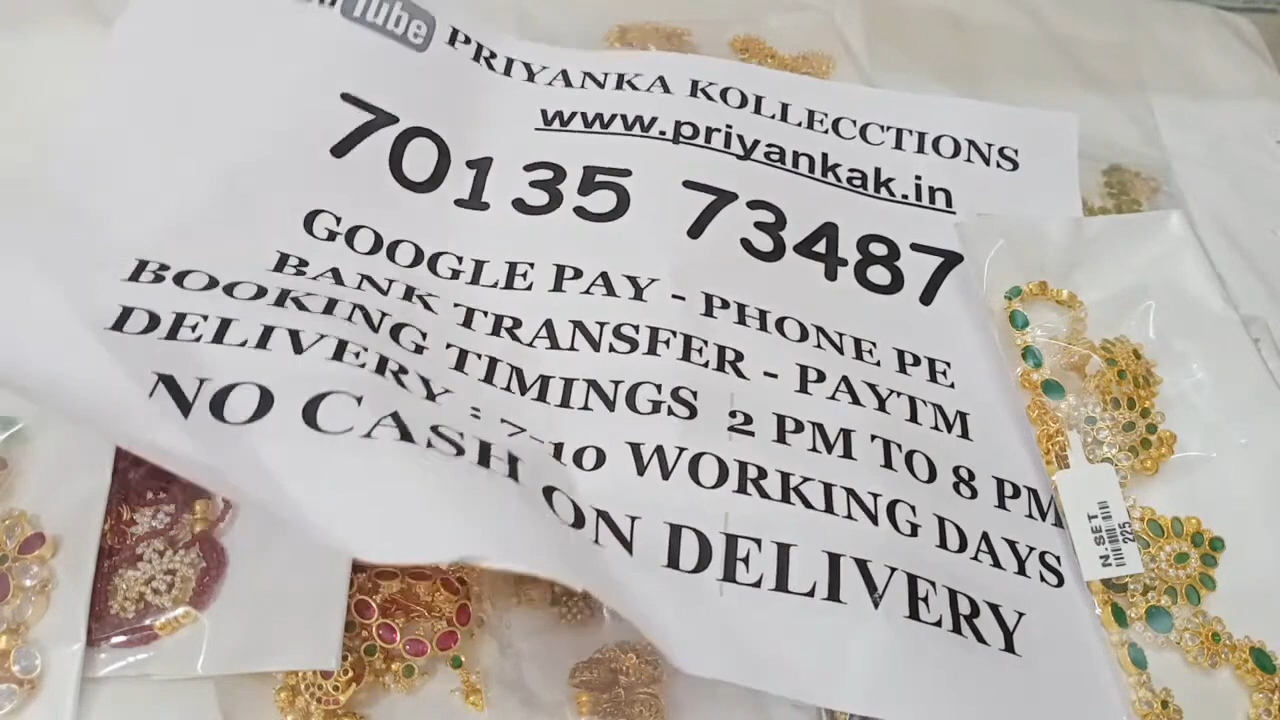 Tube PRIYANKA KOLLECCTIONS
www.priyankak.in
70135 73487
GOOGLE PAY - PHONE PE
BANK TRANSFER - PAYTM
BOOKING TIMINGS 2 PM TO 8 PM
DELIVERY : 7-10 WORKING DAYS
NO CASH ON DELIVERY
N.SET
225